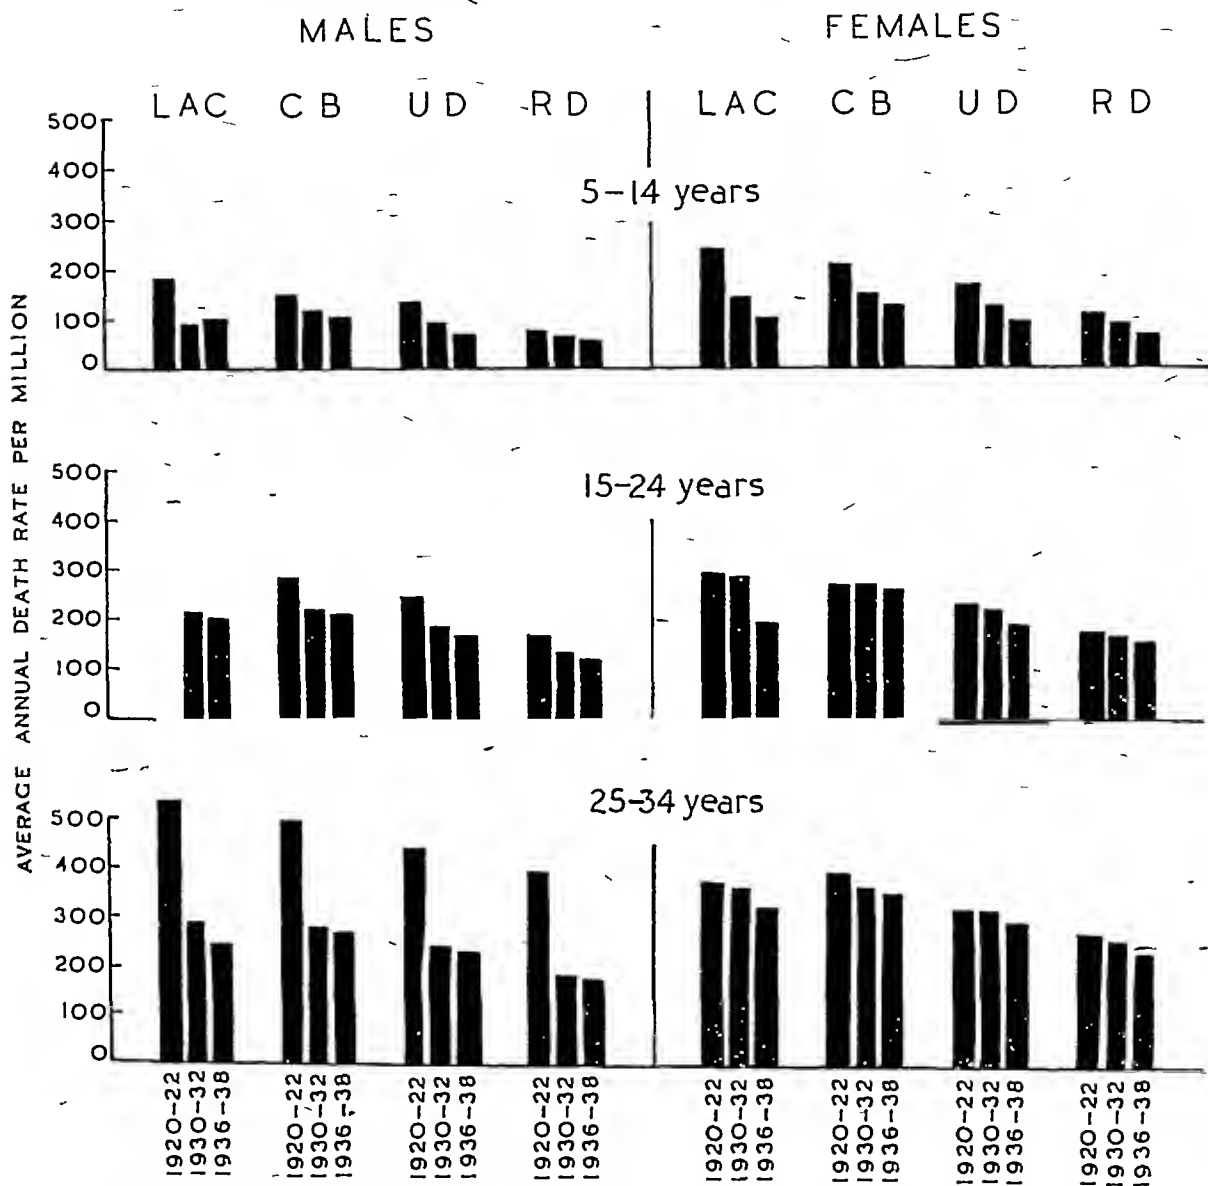 MALES FEMALES
LAC CB UD RD LAC CB UD RD
AVERAGE ANNUAL DEATH RATE PER MILLION
500
400
5-14 years
300
200
100
0
500
15-24 years
400
300
200
100
0
25-34 years
500
400
300
200
100
0
1920-22 1930-32 1936-38 1920-22 1930-32 1936-38 1920-22 1930-32 1936-38 1920-22 1930-32 1936-38 1920-22 1930-32 1936-38 1920-22 1930-32 1936-38 1920-22 1930-32 1936-38 1920-22 1930-32 1936-38